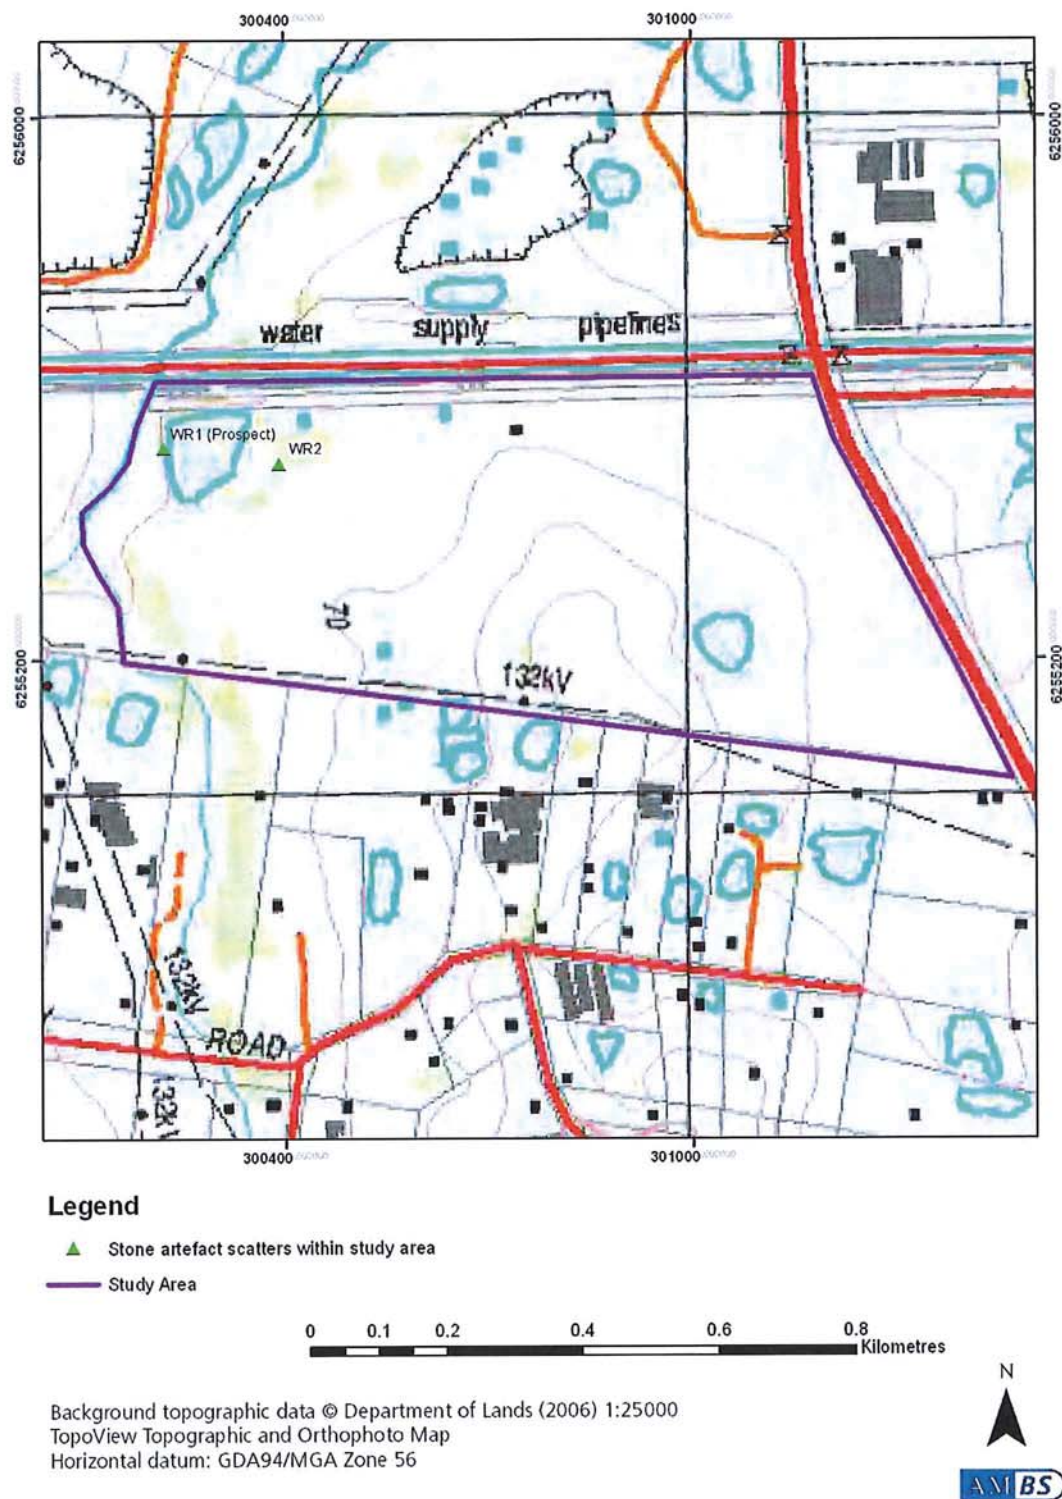 300400
301000
6256000
6256000
water supply pipelines
WR1 (Prospect)
WR2
70
6255200
6255200
132kV
132kV
ROAD
132kV
300400
301000
Legend
Stone artefact scatters within study area
Study Area
0 0.1 0.2 0.4 0.6 0.8
Kilometres
N
Background topographic data © Department of Lands (2006) 1:25000
TopoView Topographic and Orthophoto Map
Horizontal datum: GDA94/MGA Zone 56
AMBS